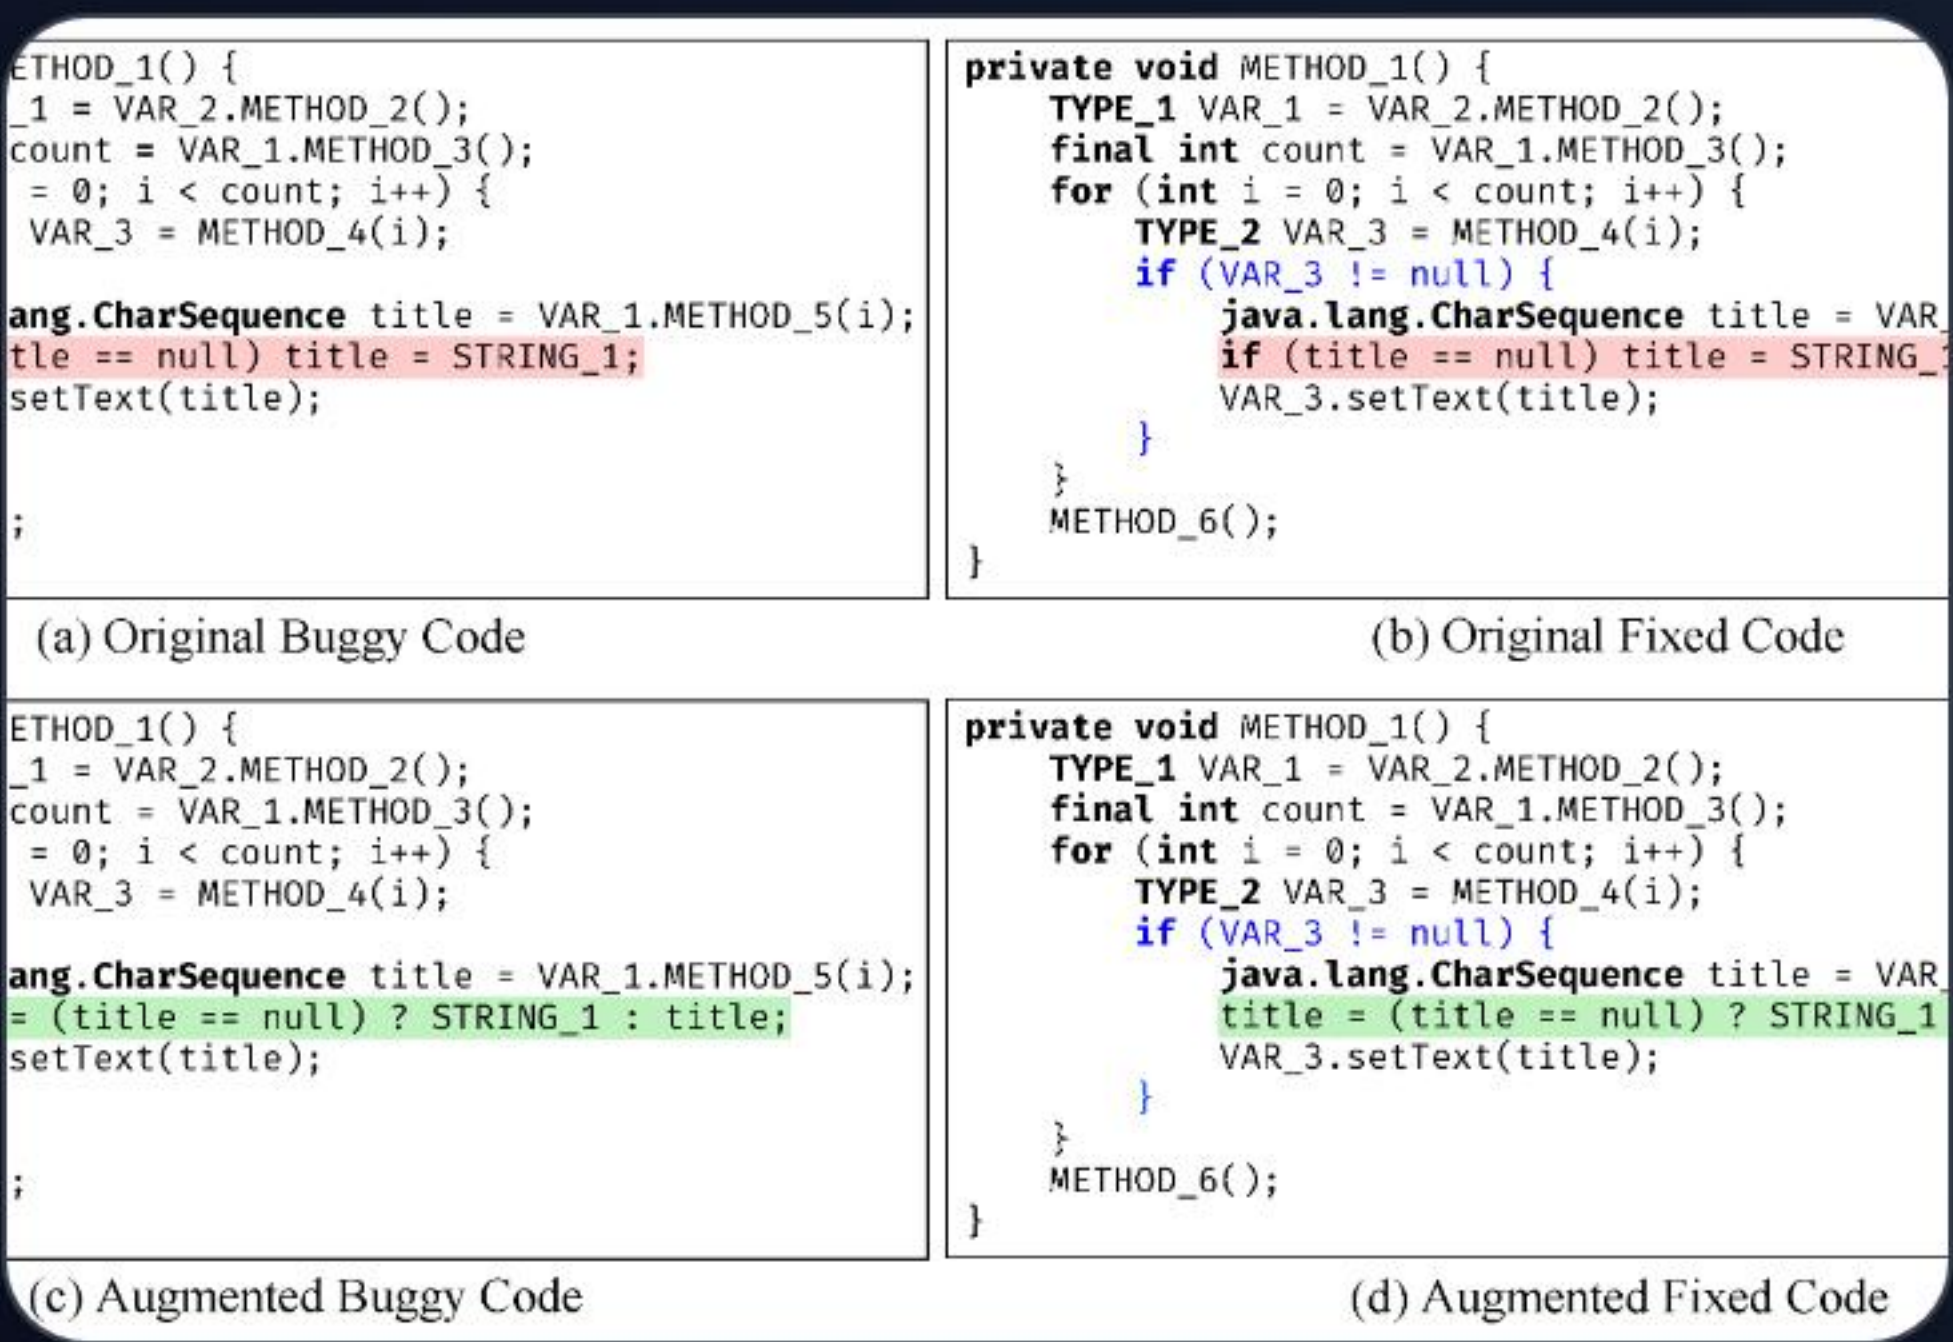 ETHOD_1() {
_1 = VAR_2.METHOD_2();
count = VAR_1.METHOD_3();
= 0; i < count; i++) {
VAR_3 = METHOD_4(i);
ang.CharSequence title = VAR_1.METHOD_5(i);
tle == null) title = STRING_1;
setText(title);
;
(a) Original Buggy Code
private void METHOD_1() {
TYPE_1 VAR_1 = VAR_2.METHOD_2();
final int count = VAR_1.METHOD_3();
for (int i = 0; i < count; i++) {
TYPE_2 VAR_3 = METHOD_4(i);
if (VAR_3 != null) {
java.lang.CharSequence title = VAR_
if (title == null) title = STRING_1
VAR_3.setText(title);
}
}
METHOD_6();
}
(b) Original Fixed Code
ETHOD_1() {
_1 = VAR_2.METHOD_2();
count = VAR_1.METHOD_3();
= 0; i < count; i++) {
VAR_3 = METHOD_4(i);
ang.CharSequence title = VAR_1.METHOD_5(i);
= (title == null) ? STRING_1 : title;
setText(title);
;
(c) Augmented Buggy Code
private void METHOD_1() {
TYPE_1 VAR_1 = VAR_2.METHOD_2();
final int count = VAR_1.METHOD_3();
for (int i = 0; i < count; i++) {
TYPE_2 VAR_3 = METHOD_4(i);
if (VAR_3 != null) {
java.lang.CharSequence title = VAR_
title = (title == null) ? STRING_1
VAR_3.setText(title);
}
}
METHOD_6();
}
(d) Augmented Fixed Code